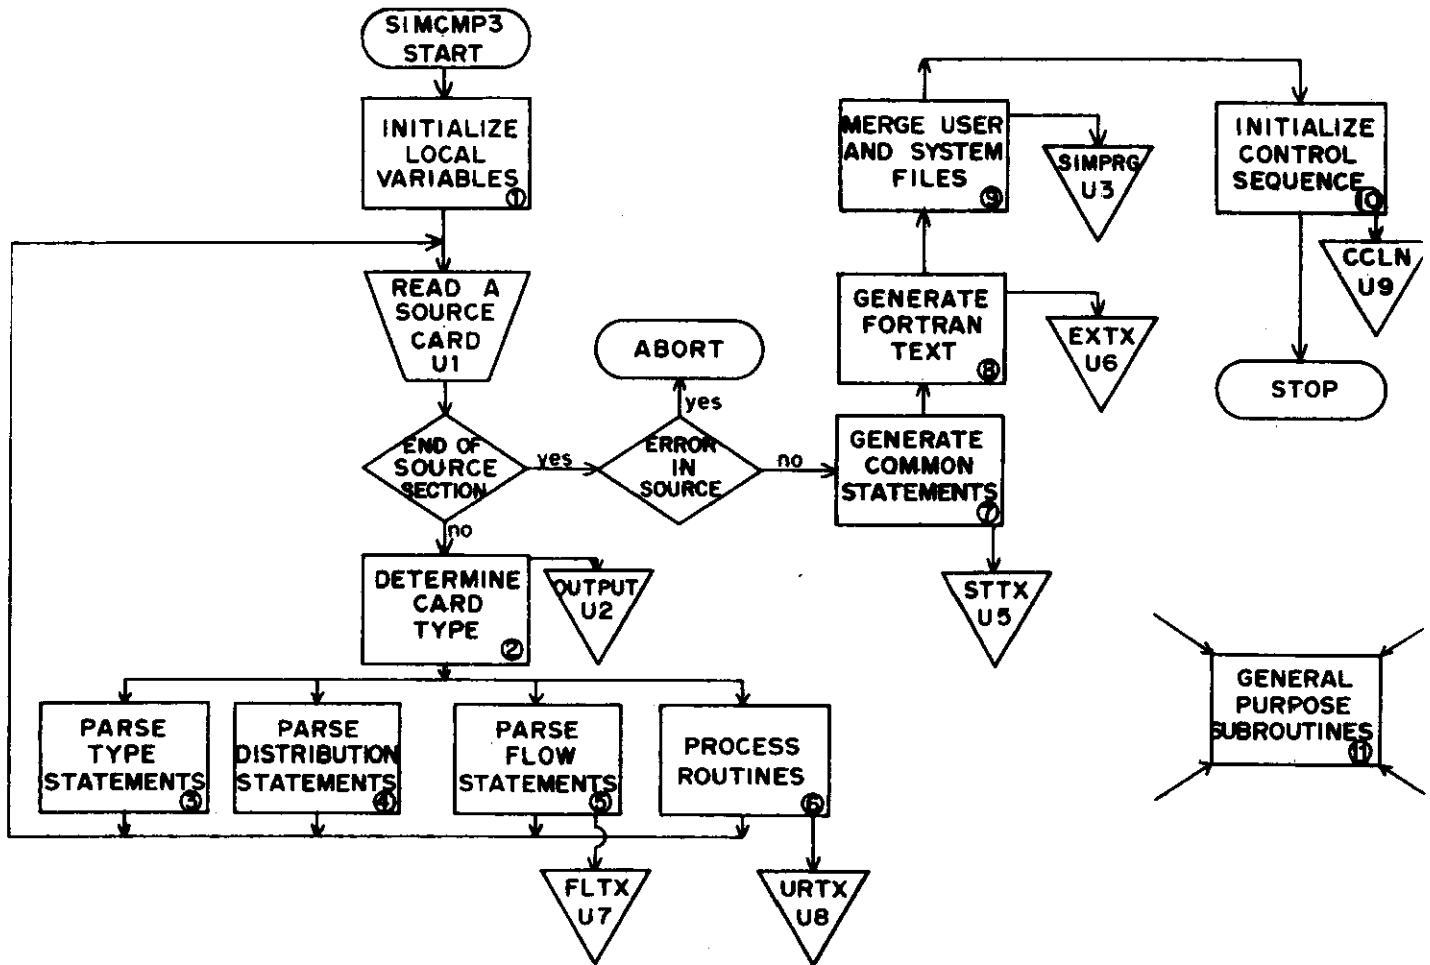 SIMCMP3
START
INITIALIZE
LOCAL
VARIABLES
1
READ A
SOURCE
CARD
U1
END OF
SOURCE
SECTION
yes
no
ERROR
IN
SOURCE
yes
no
ABORT
DETERMINE
CARD
TYPE
2
OUTPUT
U2
PARSE
TYPE
STATEMENTS
3
PARSE
DISTRIBUTION
STATEMENTS
4
PARSE
FLOW
STATEMENTS
5
PROCESS
ROUTINES
6
FLTX
U7
URTX
U8
GENERATE
COMMON
STATEMENTS
7
STTX
U5
GENERATE
FORTRAN
TEXT
8
EXTX
U6
MERGE USER
AND SYSTEM
FILES
9
SIMPRG
U3
INITIALIZE
CONTROL
SEQUENCE
10
CCLN
U9
STOP
GENERAL
PURPOSE
SUBROUTINES
11